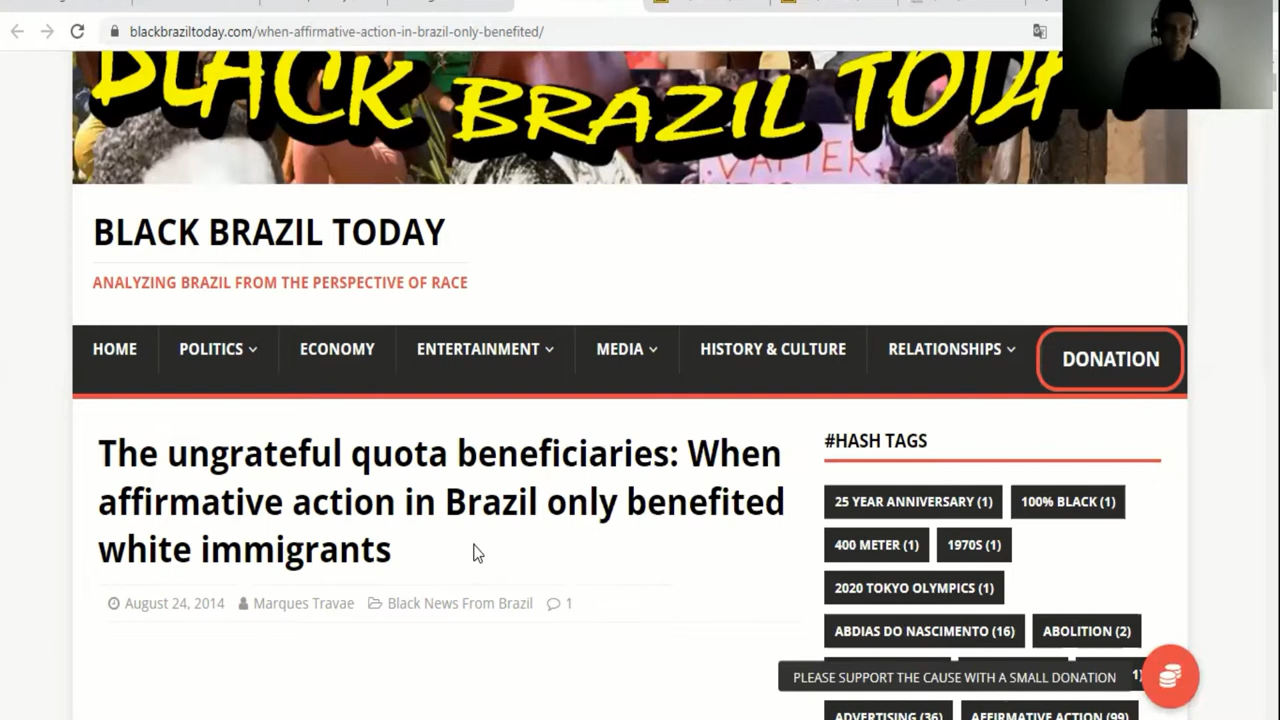 blackbraziltoday.com/when-affirmative-action-in-brazil-only-benefited/
BLACK BRAZIL TODA
BLACK BRAZIL TODAY
ANALYZING BRAZIL FROM THE PERSPECTIVE OF RACE
HOME POLITICS ECONOMY ENTERTAINMENT MEDIA HISTORY & CULTURE RELATIONSHIPS DONATION
The ungrateful quota beneficiaries: When
affirmative action in Brazil only benefited
white immigrants
August 24, 2014 Marques Travae Black News From Brazil 1
#HASH TAGS
25 YEAR ANNIVERSARY (1) 100% BLACK (1)
400 METER (1) 1970S (1)
2020 TOKYO OLYMPICS (1)
ABDIAS DO NASCIMENTO (16) ABOLITION (2)
PLEASE SUPPORT THE CAUSE WITH A SMALL DONATION
ADVERTISING (36) AFFIRMATIVE ACTION (99)